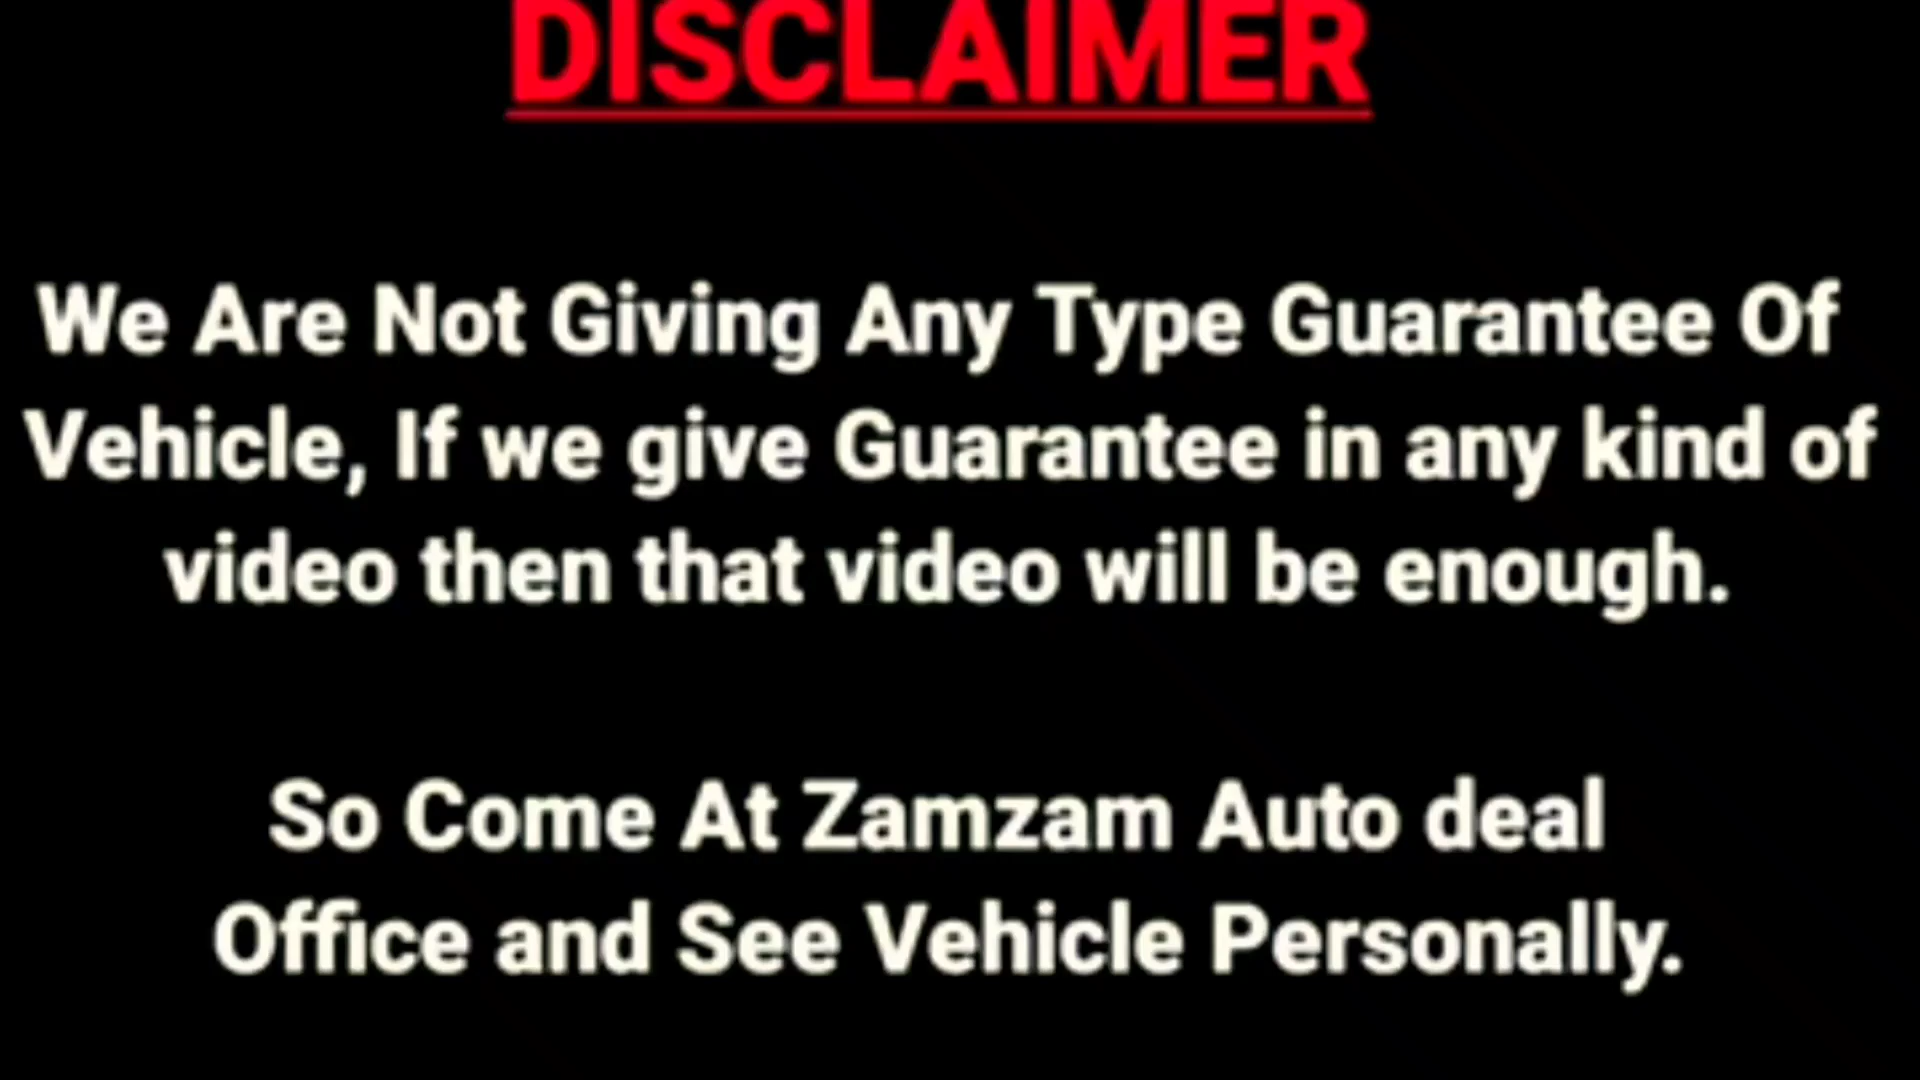 DISCLAIMER
We Are Not Giving Any Type Guarantee Of
Vehicle, If we give Guarantee in any kind of
video then that video will be enough.
So Come At Zamzam Auto deal
Office and See Vehicle Personally.